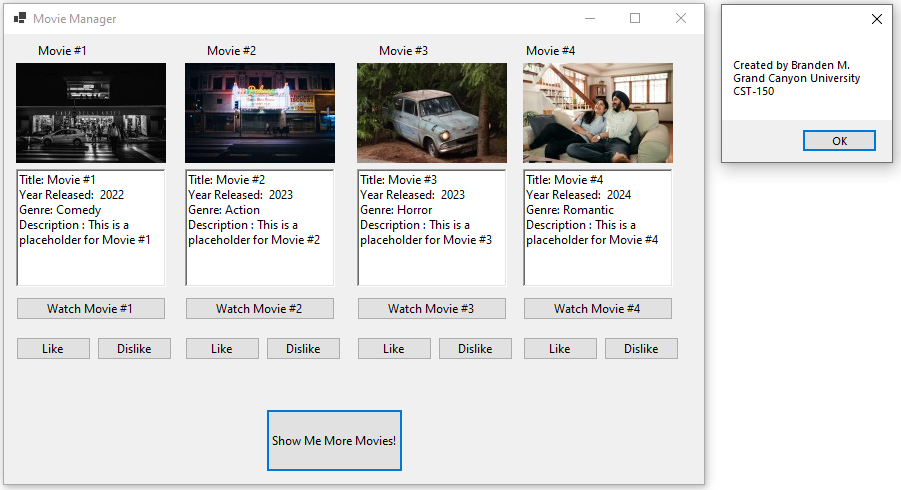 Movie Manager
Movie #1
Movie #2
Movie #3
Movie #4
Title: Movie #1
Year Released:  2022
Genre: Comedy
Description : This is a
placeholder for Movie #1
Title: Movie #2
Year Released:  2023
Genre: Action
Description : This is a
placeholder for Movie #2
Title: Movie #3
Year Released:  2023
Genre: Horror
Description : This is a
placeholder for Movie #3
Title: Movie #4
Year Released:  2024
Genre: Romantic
Description : This is a
placeholder for Movie #4
Watch Movie #1
Watch Movie #2
Watch Movie #3
Watch Movie #4
Like
Dislike
Like
Dislike
Like
Dislike
Like
Dislike
Show Me More Movies!
Created by Branden M.
Grand Canyon University
CST-150
OK